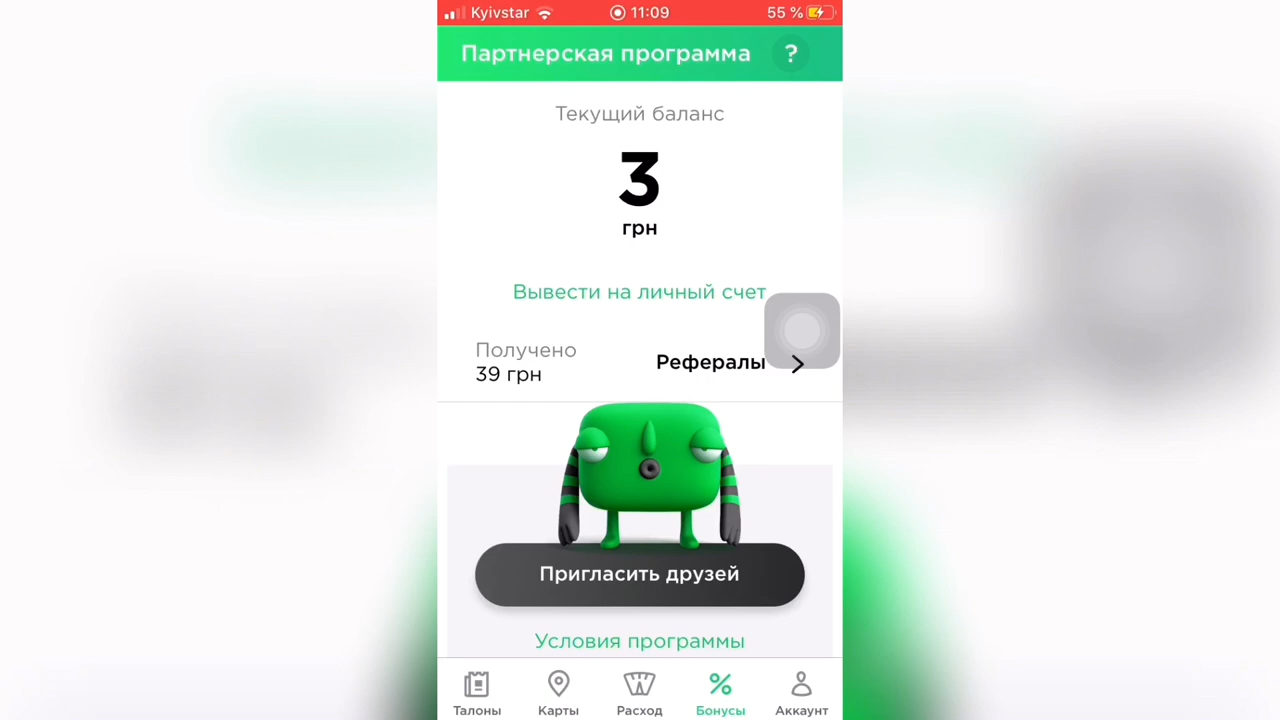 Kyivstar 11:09 55 %
Партнерская программа ?
Текущий баланс
3
грн
Вывести на личный счет
Получено
39 грн
Рефералы
Пригласить друзей
Условия программы
Талоны Карты Расход Бонусы Аккаунт